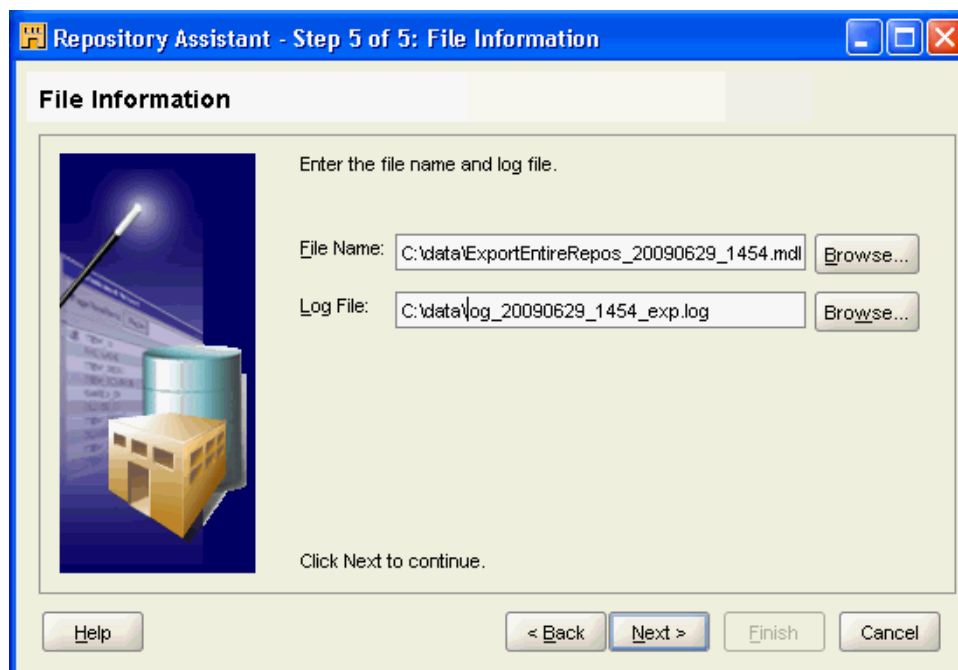 Repository Assistant - Step 5 of 5: File Information
File Information
Enter the file name and log file.
File Name: C:\data\ExportEntireRepos_20090629_1454.mdl Browse...
Log File: C:\data\log_20090629_1454_exp.log Browse...
Click Next to continue.
Help < Back Next > Finish Cancel